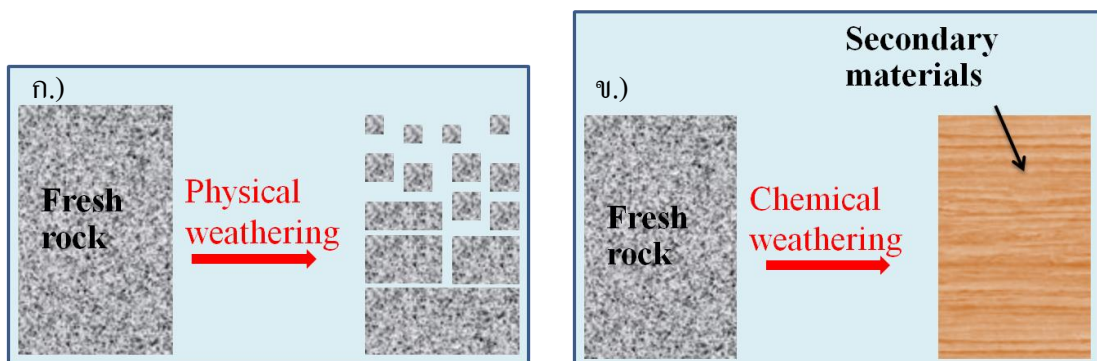 ก.)
Fresh
rock
Physical
weathering
ข.)
Secondary
materials
Fresh
rock
Chemical
weathering